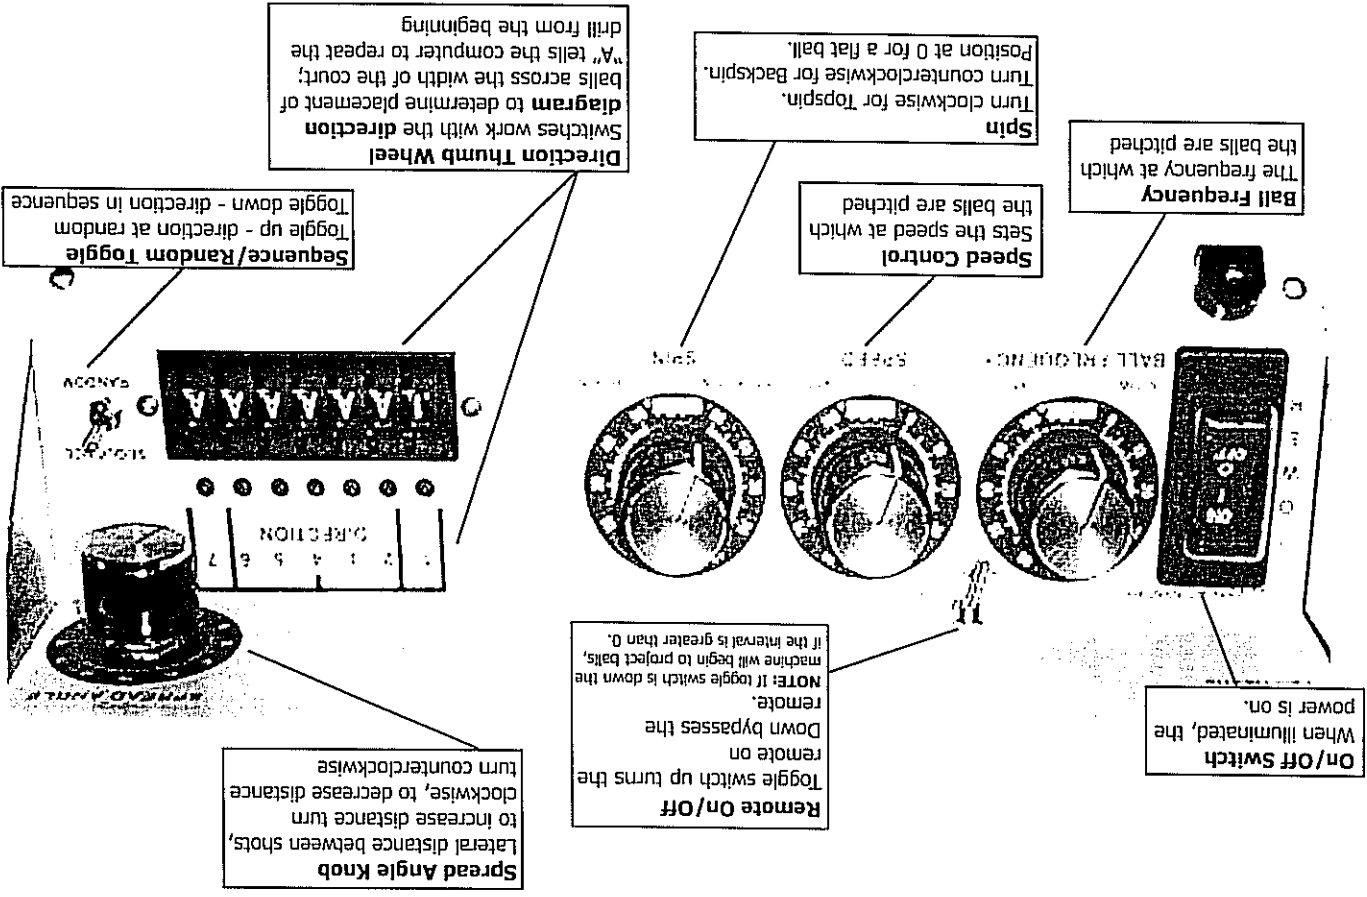 Spread Angle Knob
Lateral distance between shots,
to increase distance turn
clockwise, to decrease distance
turn counterclockwise
Remote On/Off
Toggle switch up turns the
remote on
Down bypasses the
remote.
NOTE: If toggle switch is down the
machine will begin to project balls,
if the interval is greater than 0.
On/Off Switch
When illuminated, the
power is on.
SPREAD ANGLE
1 2 3 4 5 6 7
DIRECTION
ON
OFF
SEQUENCE
RANDOM
A A A A A A
BALL FREQUENCY
SPEED
SPIN
Ball Frequency
The frequency at which
the balls are pitched
Speed Control
Sets the speed at which
the balls are pitched
Spin
Turn clockwise for Topspin.
Turn counterclockwise for Backspin.
Position at 0 for a flat ball.
Direction Thumb Wheel
Switches work with the direction
diagram to determine placement of
balls across the width of the court;
"A" tells the computer to repeat the
drill from the beginning
Sequence/Random Toggle
Toggle up - direction at random
Toggle down - direction in sequence